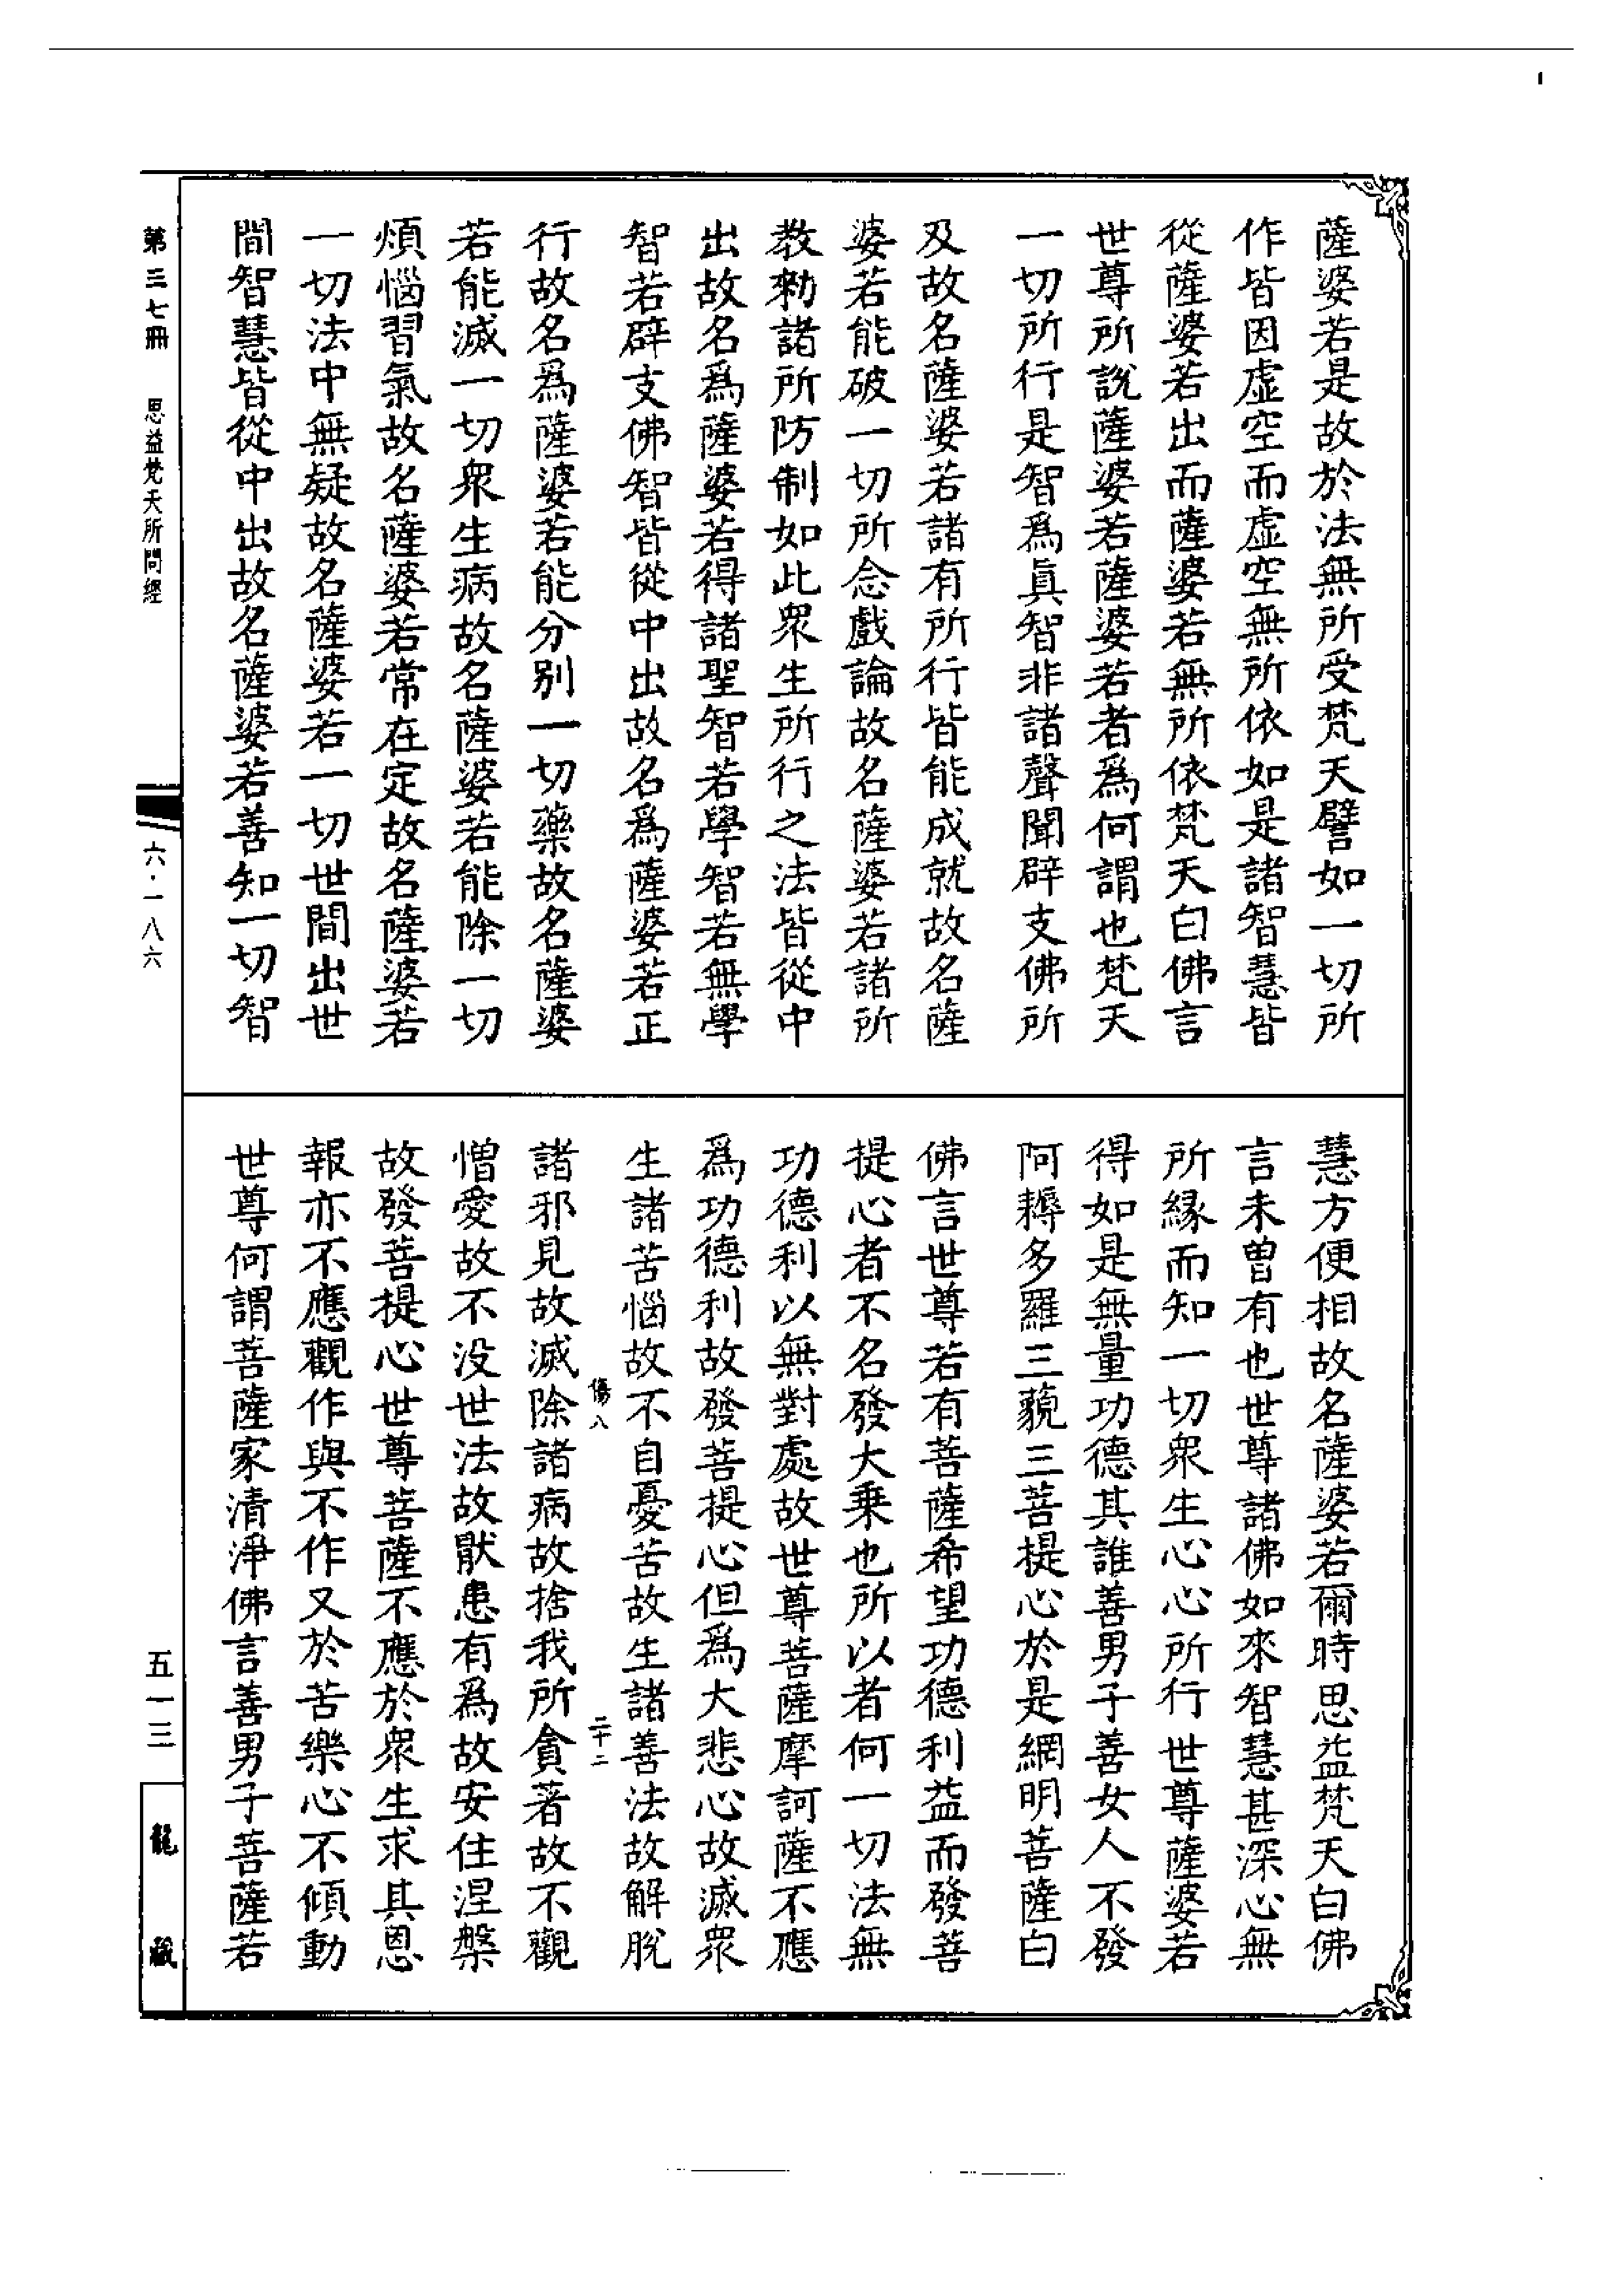 薩婆若是故於法無所受梵天譬如一切所
作皆因虛空而虛空無所依如是諸智慧皆
從薩婆若出而薩婆若無所依梵天白佛言
世尊所說薩婆若薩婆若者爲何謂也梵天
一切所行是智爲眞智非諸聲聞辟支佛所
及故名薩婆若諸有所行皆能成就故名薩
婆若能破一切所念戲論故名薩婆若諸所
教勑諸所防制如此眾生所行之法皆從中
出故名爲薩婆若得諸聖智若學智若無學
智若辟支佛智皆從中出故名爲薩婆若正
行故名爲薩婆若能分別一切藥故名薩婆
若能滅一切眾生病故名薩婆若能除一切
煩惱習氣故名薩婆若常在定故名薩婆若
一切法中無疑故名薩婆若一切世間出世
間智慧皆從中出故名薩婆若善知一切智
慧方便相故名薩婆若爾時思益梵天白佛
言未曾有也世尊諸佛如來智慧甚深心無
所緣而知一切眾生心心所行世尊薩婆若
得如是無量功德其誰善男子善女人不發
阿耨多羅三藐三菩提心於是網明菩薩白
佛言世尊若有菩薩希望功德利益而發菩
提心者不名發大乘也所以者何一切法無
功德利以無對處故世尊菩薩摩訶薩不應
爲功德利故發菩提心但爲大悲心故滅眾
生諸苦惱故不自憂苦故生諸善法故解脫
傷八 二十二
諸邪見故滅除諸病故捨我所貪著故不觀
憎愛故不没世法故厭患有爲故安住涅槃
故發菩提心世尊菩薩不應於眾生求其恩
報亦不應觀作與不作又於苦樂心不傾動
世尊何謂菩薩家清淨佛言善男子菩薩若
第三七冊 思益梵天所問經
六·一八六
五一三
龍藏